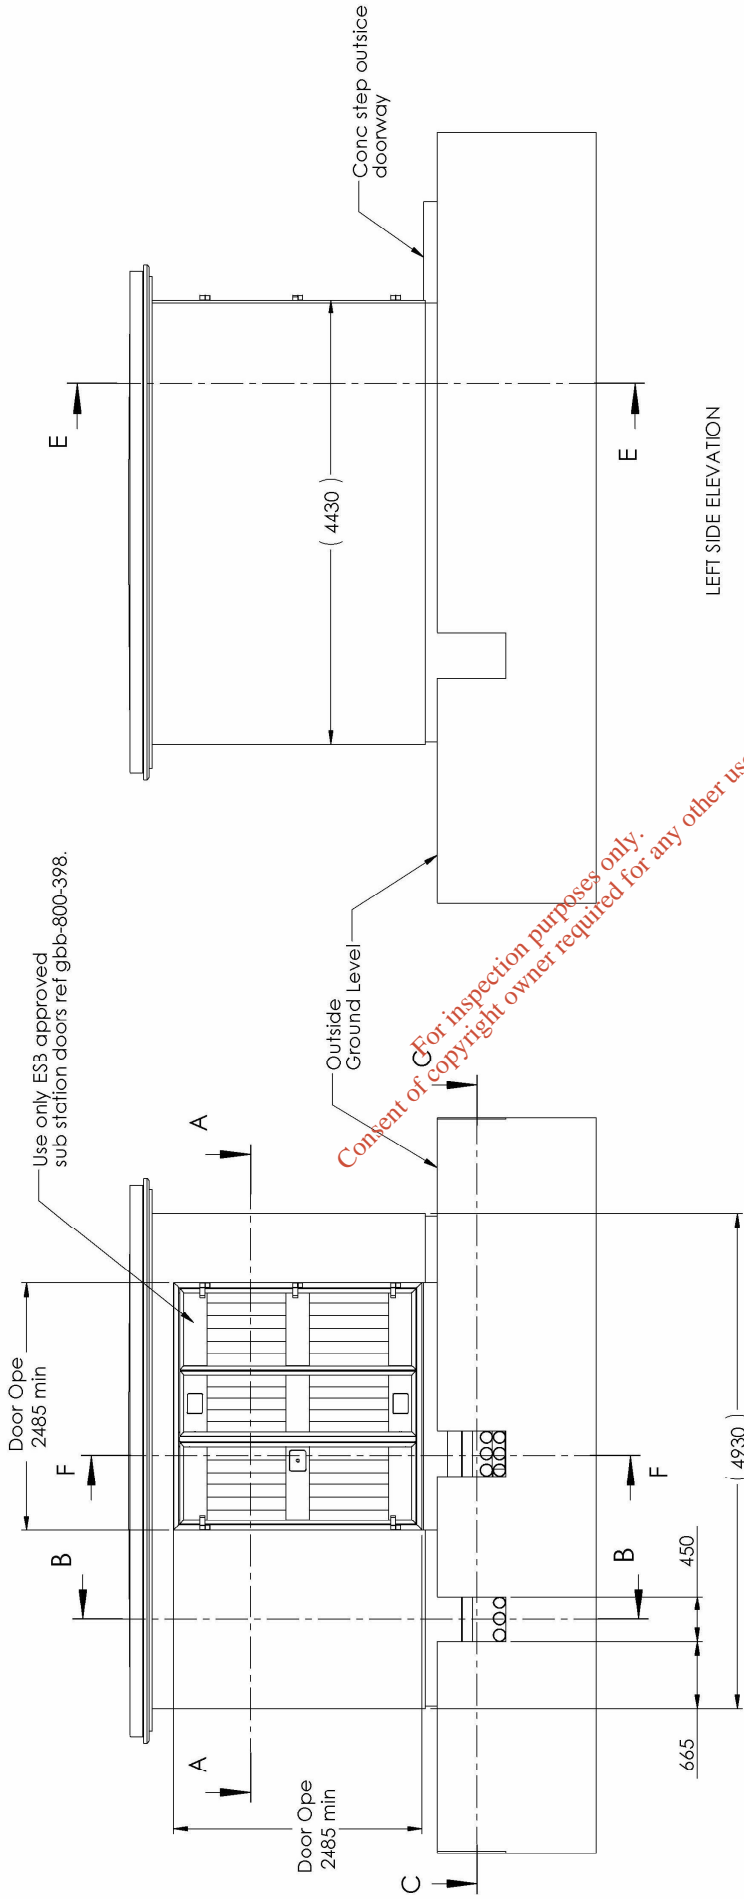 Use only ESB approved
sub station doors ref gbb-800-398.
Door Ope
2485 min
F
B
A
A
Door Ope
2485 min
Outside
Ground Level
C
C
F
B
450
665
( 4930 )
Conc step outsice
doorway
E
E
( 4430 )
LEFT SIDE ELEVATION
For inspection purposes only.
Consent of copyright owner required for any other use